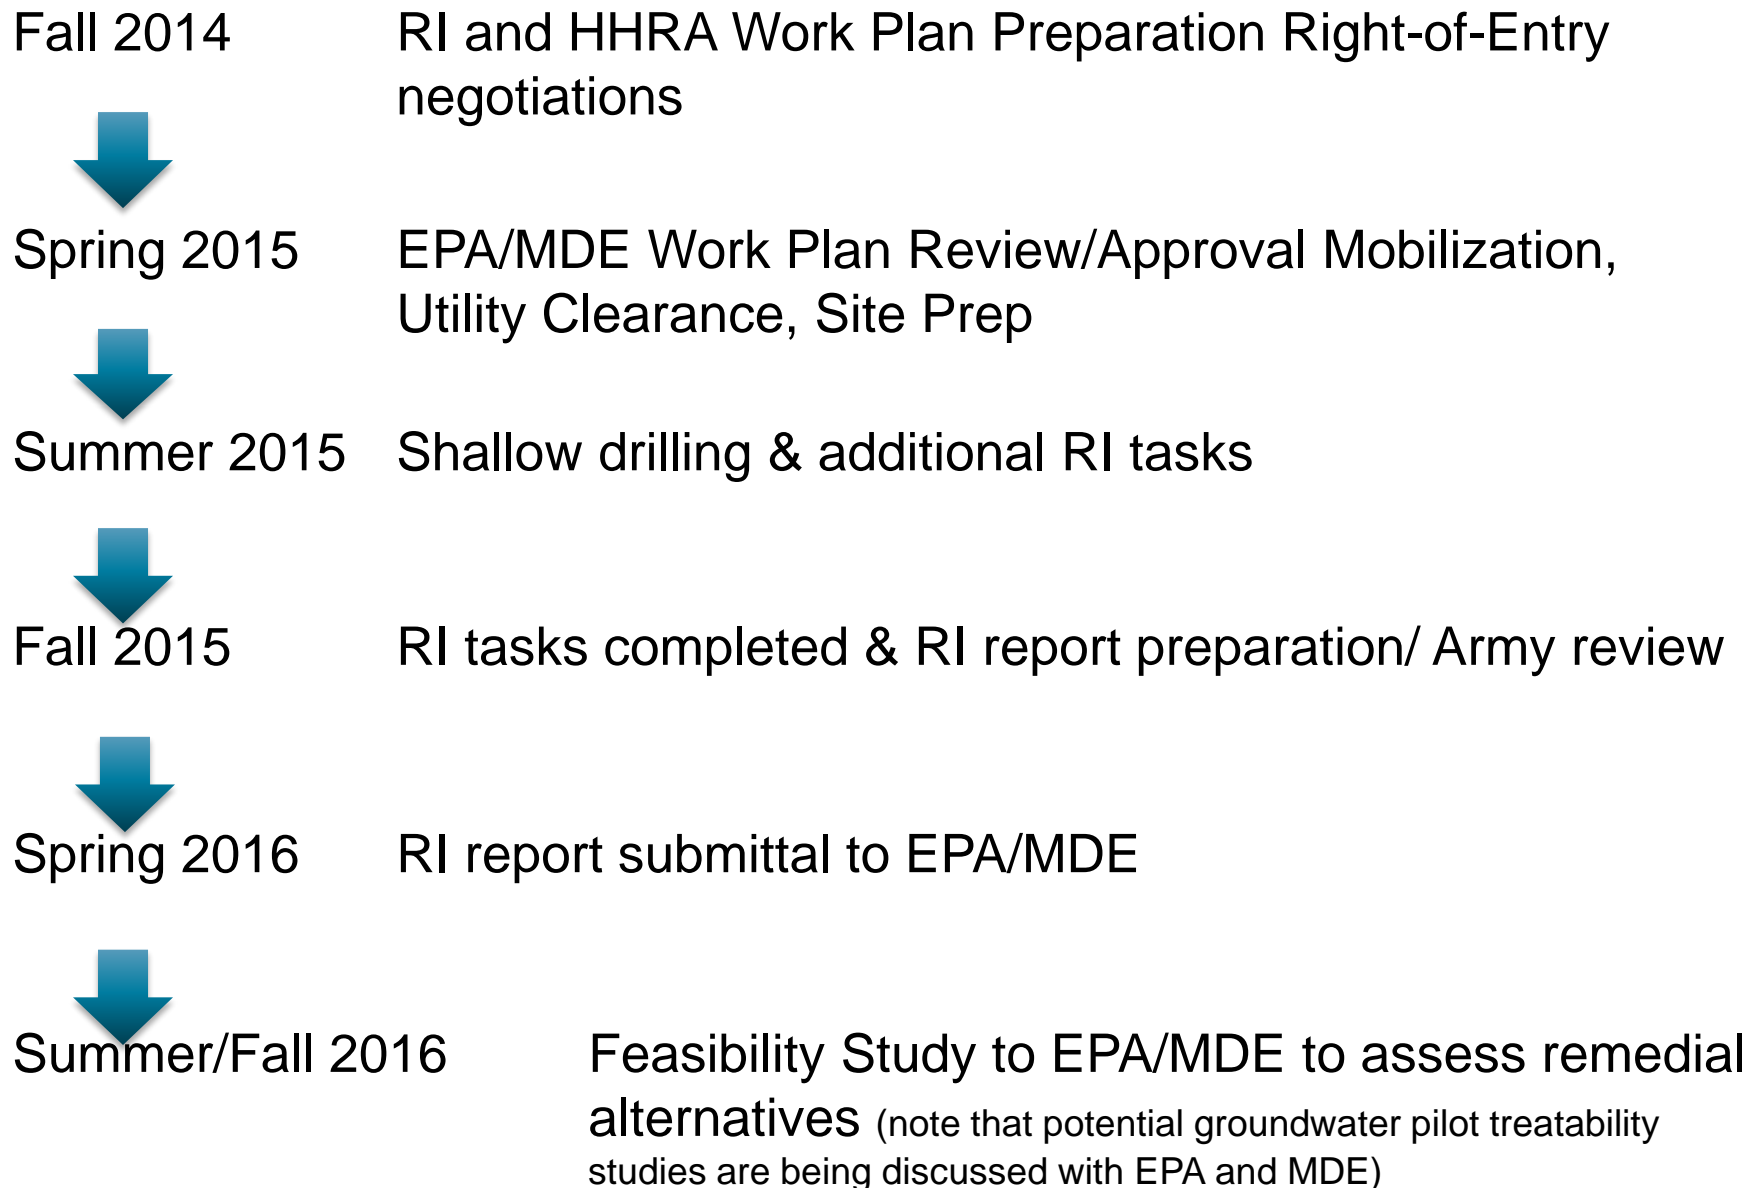 Fall 2014 RI and HHRA Work Plan Preparation Right-of-Entry
negotiations
Spring 2015 EPA/MDE Work Plan Review/Approval Mobilization,
Utility Clearance, Site Prep
Summer 2015 Shallow drilling & additional RI tasks
Fall 2015 RI tasks completed & RI report preparation/ Army review
Spring 2016 RI report submittal to EPA/MDE
Summer/Fall 2016 Feasibility Study to EPA/MDE to assess remedial
alternatives (note that potential groundwater pilot treatability
studies are being discussed with EPA and MDE)